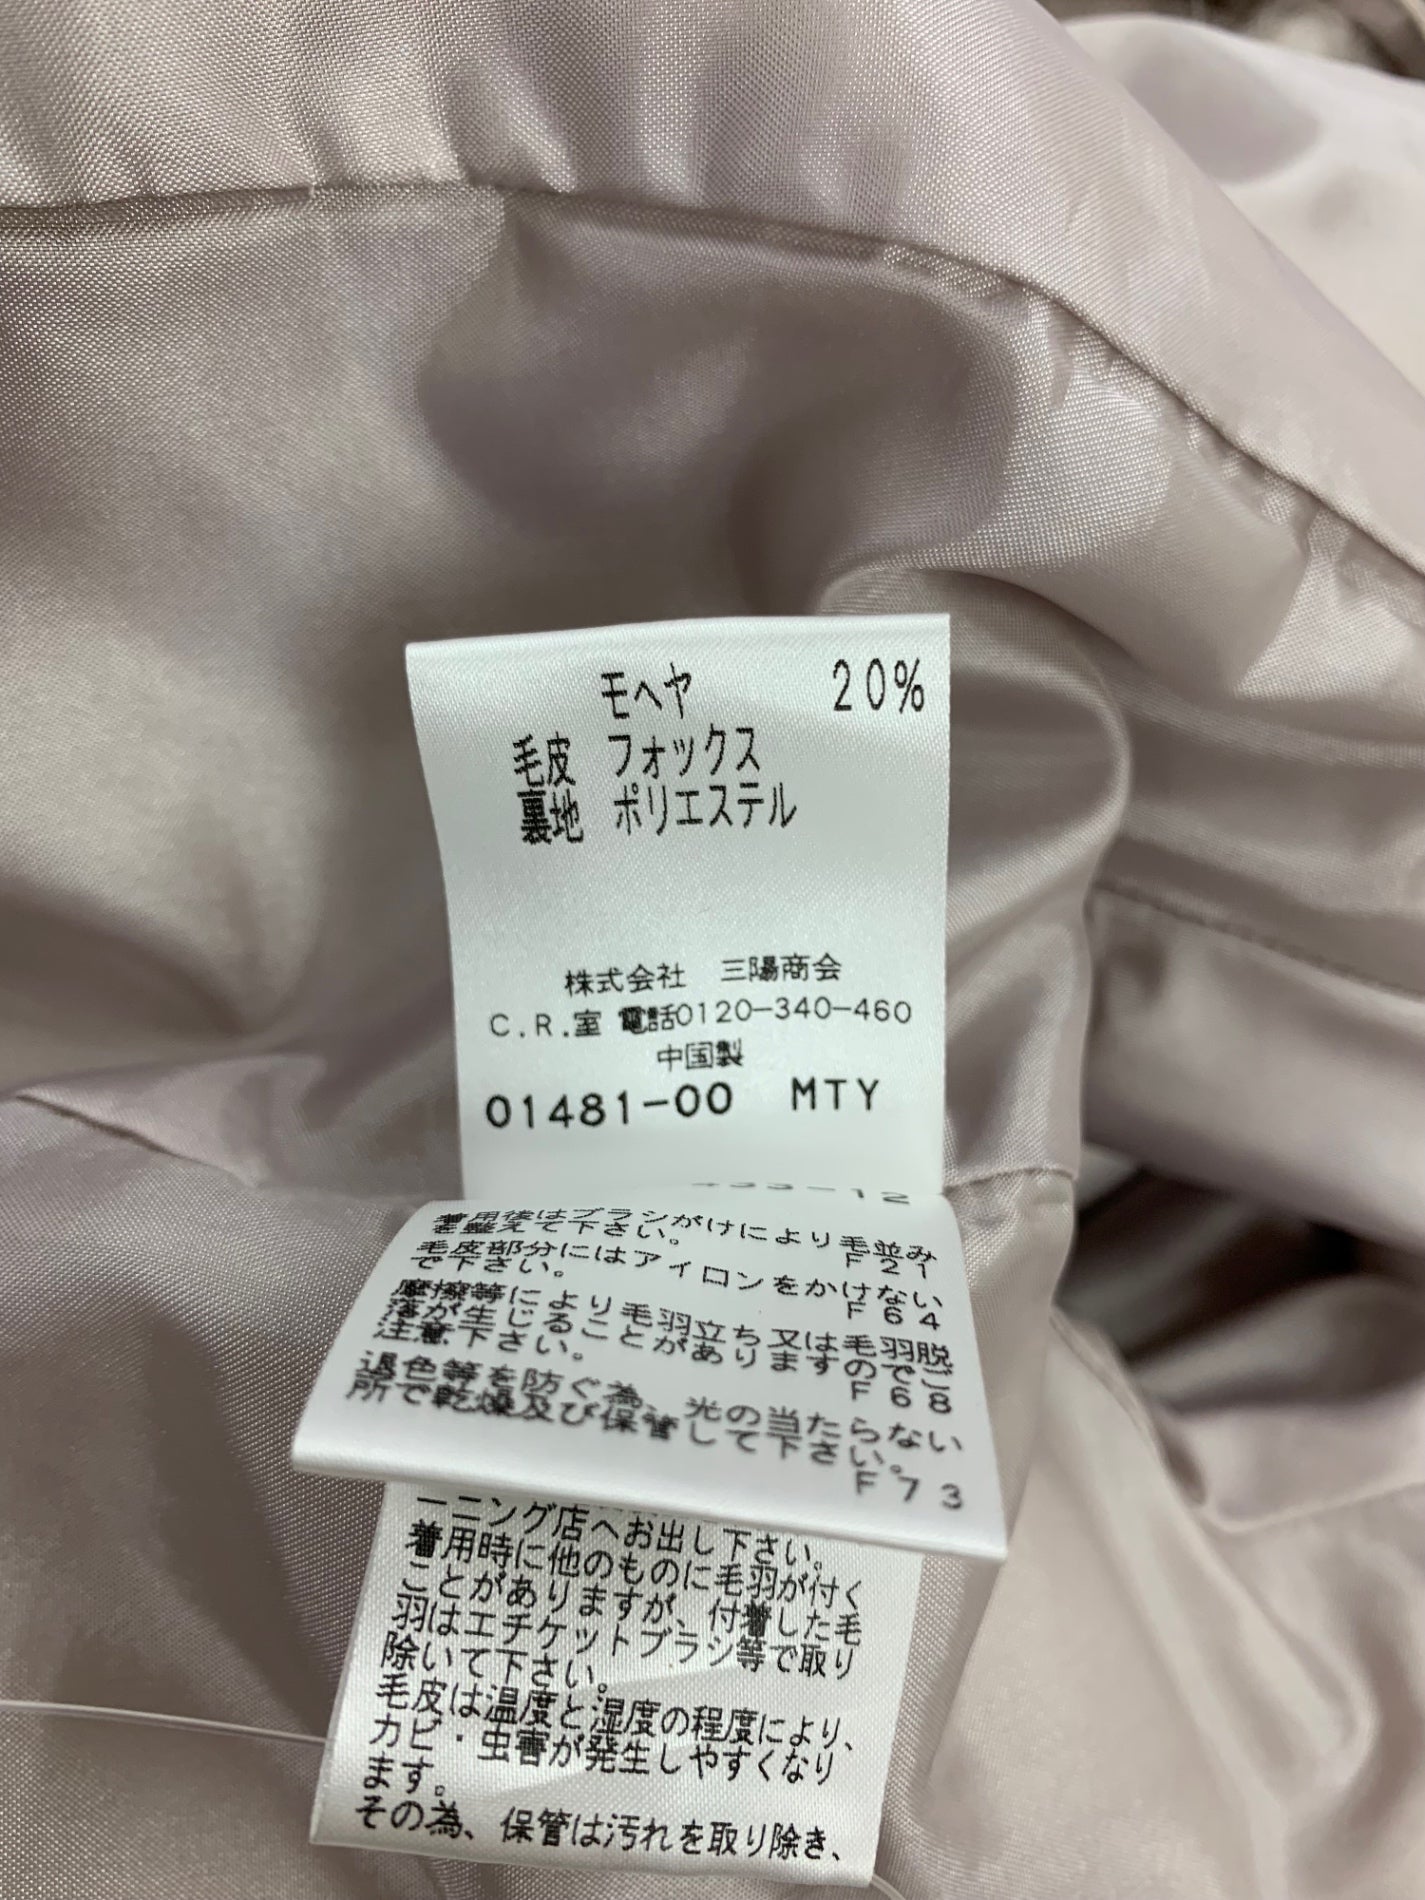 モヘヤ 20%
毛皮 フォックス
裏地 ポリエステル
株式会社 三陽商会
C.R.室 電話0120-340-460
中国製
01481-00 MTY
着用後はブラシがけにより毛並み
を整えて下さい。 F21
毛皮部分にはアイロンをかけない
で下さい。 F64
摩擦等により毛羽立ち又は毛羽脱
落が生じることがありますのでご
注意下さい。 F68
退色等を防ぐ為、光の当たらない
所で乾燥及び保管して下さい。
F73
ーニング店へお出し下さい。
着用時に他のものに毛羽が付く
ことがありますが、付着した毛
羽はエチケットブラシ等で取り
除いて下さい。
毛皮は温度と湿度の程度により、
カビ・虫害が発生しやすくなり
ます。
その為、保管は汚れを取り除き、